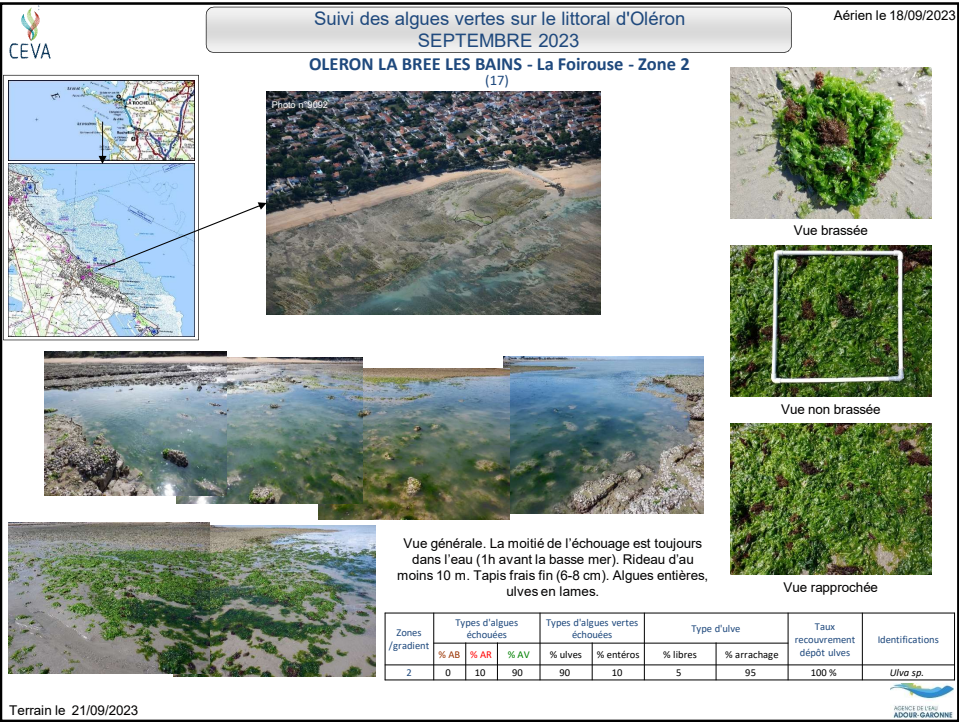 CEVA
Suivi des algues vertes sur le littoral d'Oléron
SEPTEMBRE 2023
Aérien le 18/09/2023
OLERON LA BREE LES BAINS - La Foirouse - Zone 2
(17)
Photo n°9092
LA ROCHELLE
Vue brassée
Vue non brassée
Vue rapprochée
Vue générale. La moitié de l'échouage est toujours
dans l'eau (1h avant la basse mer). Rideau d'au
moins 10 m. Tapis frais fin (6-8 cm). Algues entières,
ulves en lames.
Zones
/gradient
Types d'algues
échouées
Types d'algues vertes
échouées
Type d'ulve
Taux
recouvrement
dépôt ulves
Identifications
% AB % AR % AV % ulves % entéros % libres % arrachage
2 0 10 90 90 10 5 95 100 % Ulva sp.
Terrain le 21/09/2023
AGENCE DE L'EAU
ADOUR-GARONNE